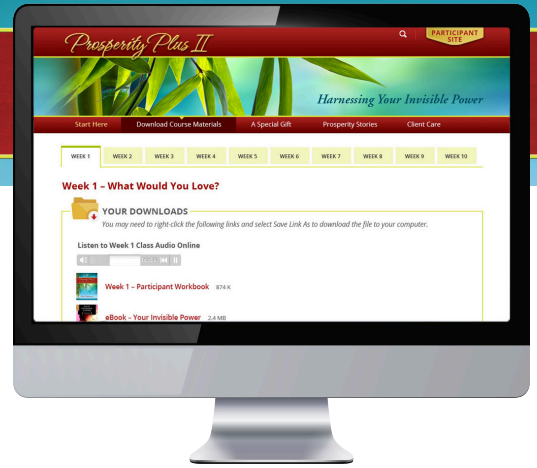 Prosperity Plus II
PARTICIPANT
SITE
Harnessing Your Invisible Power
Start Here Download Course Materials A Special Gift Prosperity Stories Client Care
WEEK 1 WEEK 2 WEEK 3 WEEK 4 WEEK 5 WEEK 6 WEEK 7 WEEK 8 WEEK 9 WEEK 10
Week 1 – What Would You Love?
YOUR DOWNLOADS
You may need to right-click the following links and select Save Link As to download the file to your computer.
Listen to Week 1 Class Audio Online
Week 1 – Participant Workbook 874 K
eBook – Your Invisible Power 2.4 MB